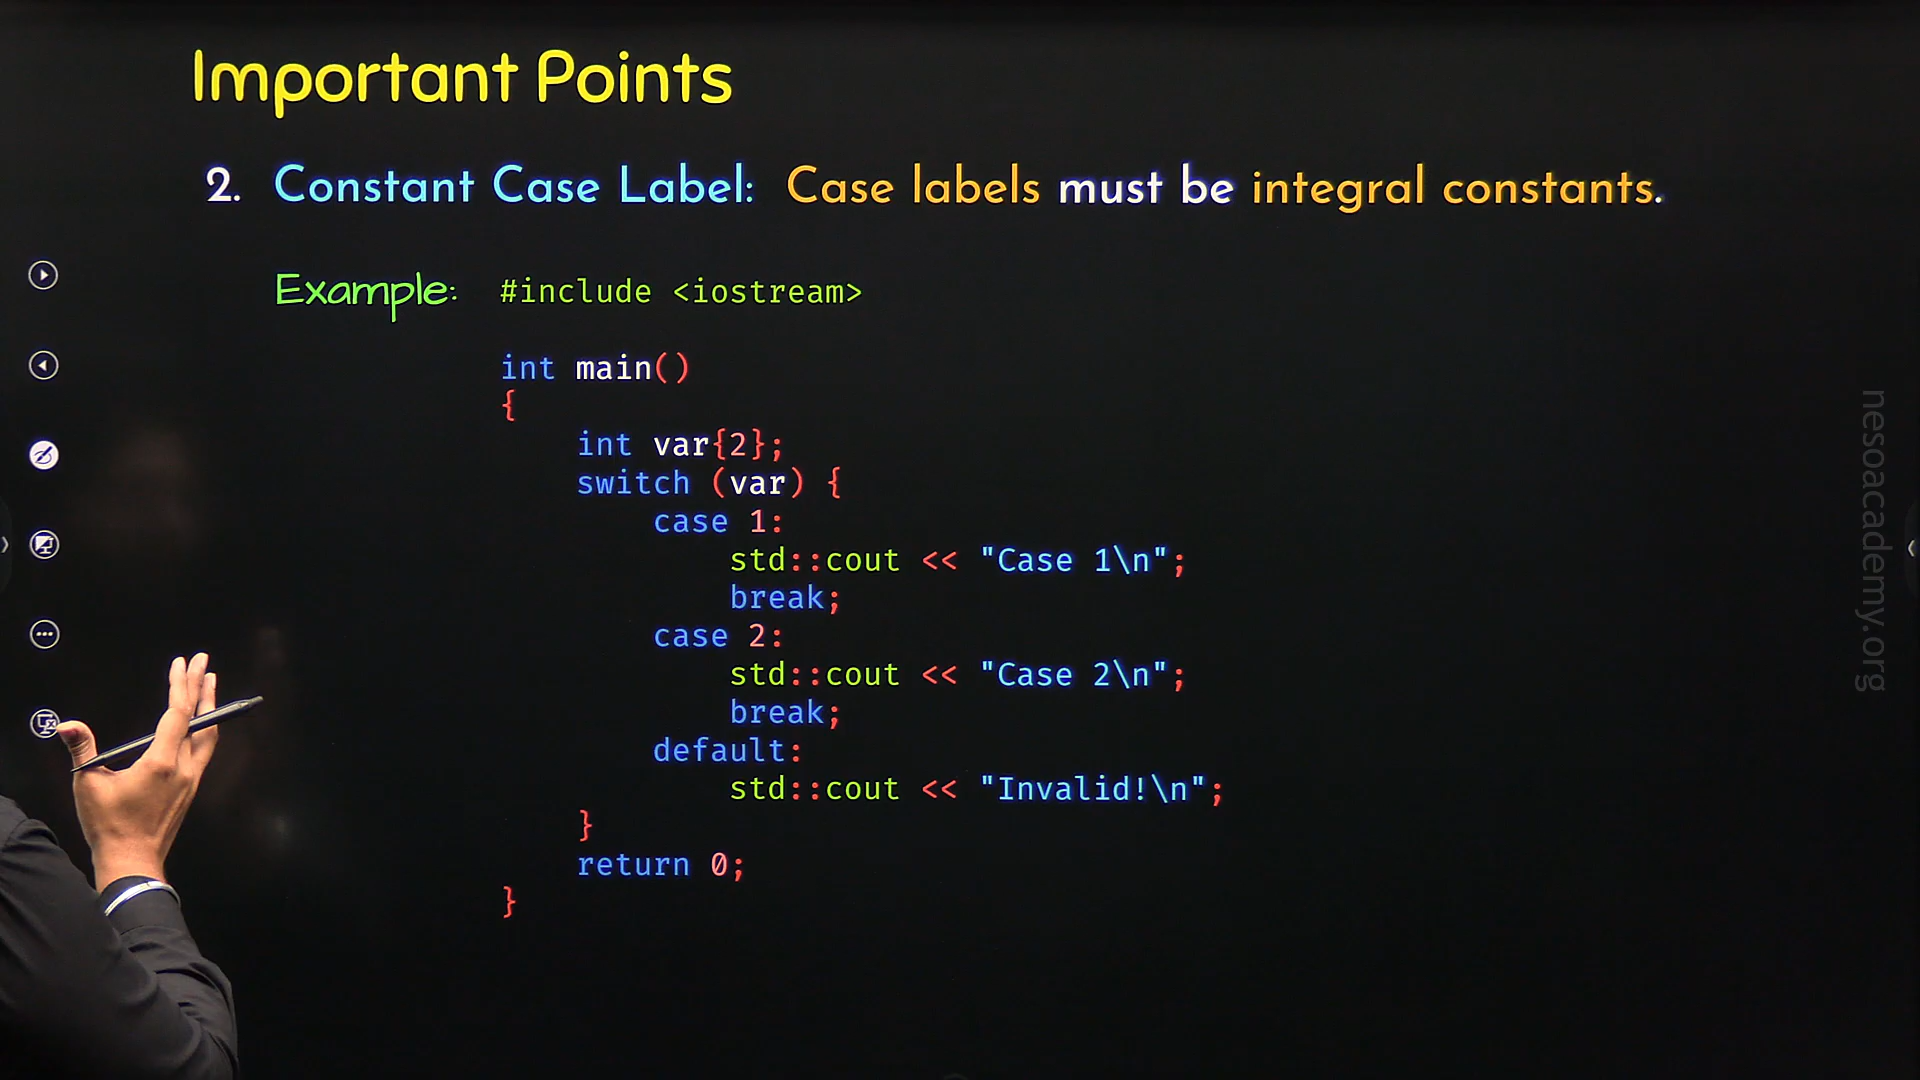 Important Points
2. Constant Case Label: Case labels must be integral constants.
Example: #include <iostream>
int main()
{
int var{2};
switch (var) {
case 1:
std::cout << "Case 1\n";
break;
case 2:
std::cout << "Case 2\n";
break;
default:
std::cout << "Invalid!\n";
}
return 0;
}
nesoacademy.org